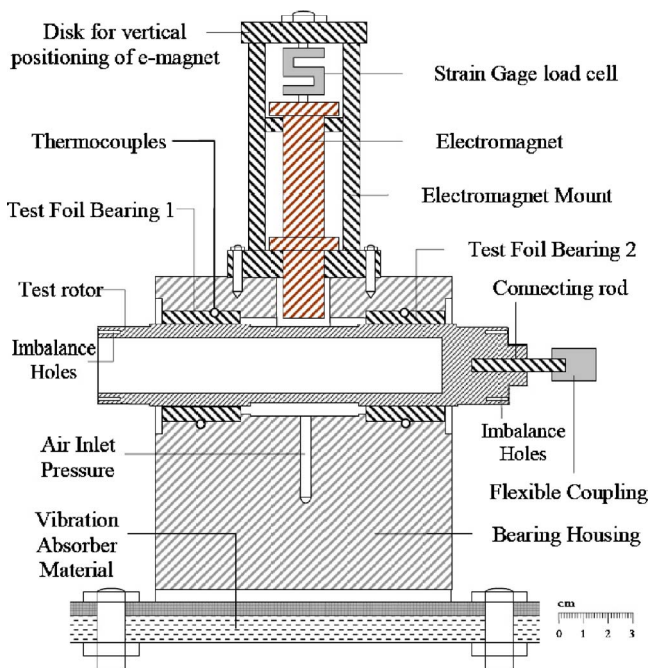 Disk for vertical
positioning of e-magnet
Strain Gage load cell
Thermocouples
Electromagnet
Test Foil Bearing 1
Electromagnet Mount
Test Foil Bearing 2
Connecting rod
Test rotor
Imbalance
Holes
Air Inlet
Pressure
Imbalance
Holes
Flexible Coupling
Vibration
Absorber
Material
Bearing Housing
cm
0 1 2 3